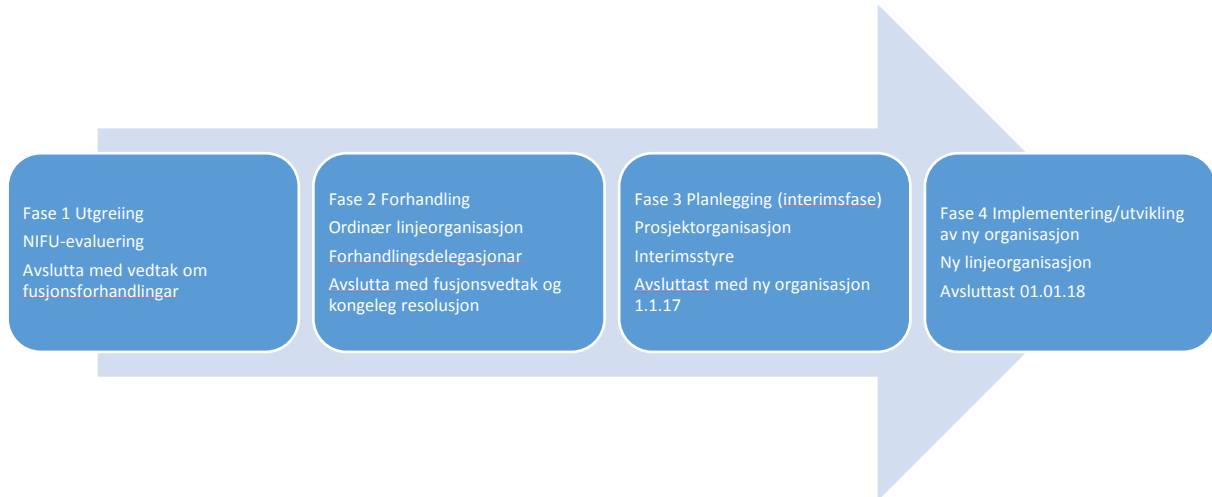 Fase 1 Utgreiing
NIFU-evaluering
Avslutta med vedtak om
fusjonsforhandlingar
Fase 2 Forhandling
Ordinær linjeorganisasjon
Forhandlingsdelegasjonar
Avslutta med fusjonsvedtak og
kongeleg resolusjon
Fase 3 Planlegging (interimsfase)
Prosjektorganisasjon
Interimsstyre
Avsluttast med ny organisasjon
1.1.17
Fase 4 Implementering/utvikling
av ny organisasjon
Ny linjeorganisasjon
Avsluttast 01.01.18